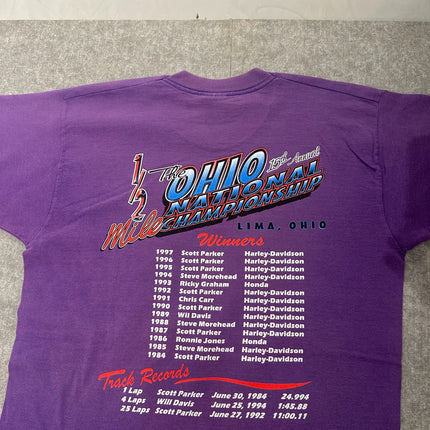 1/2 Mile The OHIO 15th Annual
NATIONAL
CHAMPIONSHIP
LIMA, OHIO
Winners
1997 Scott Parker Harley-Davidson
1996 Scott Parker Harley-Davidson
1995 Scott Parker Harley-Davidson
1994 Steve Morehead Harley-Davidson
1993 Ricky Graham Honda
1992 Scott Parker Harley-Davidson
1991 Chris Carr Harley-Davidson
1990 Scott Parker Harley-Davidson
1989 Wil Davis Harley-Davidson
1988 Steve Morehead Harley-Davidson
1987 Scott Parker Harley-Davidson
1986 Ronnie Jones Honda
1985 Steve Morehead Harley-Davidson
1984 Scott Parker Harley-Davidson
Track Records
1 Lap Scott Parker June 30, 1984 24.994
4 Laps Will Davis June 25, 1994 1:45.88
25 Laps Scott Parker June 27, 1992 11:00.11